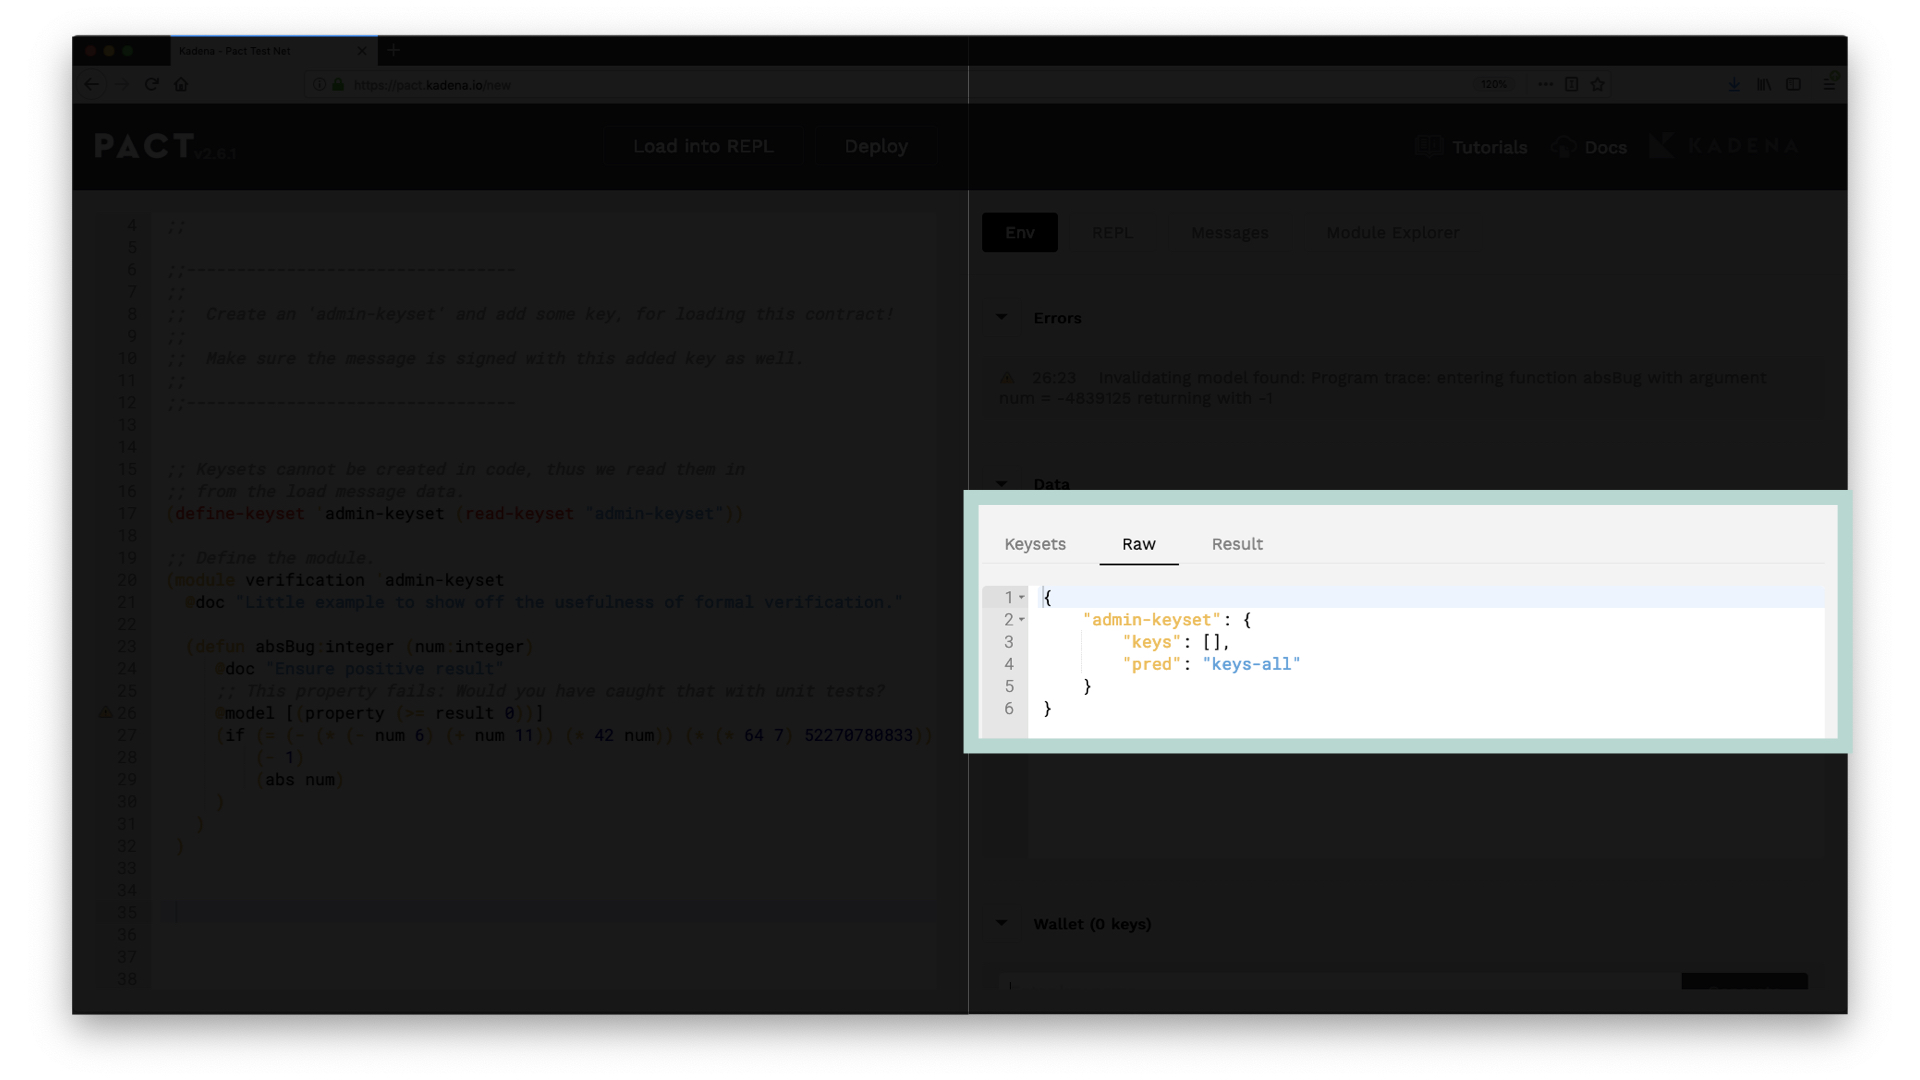 Kadena - Pact Test Net
https://pact.kadena.io/new
120%
PACT v2.6.1
Load into REPL
Deploy
Tutorials
Docs
KADENA
4 ;;
5
6 ;;---------------------------------
7 ;;
8 ;;  Create an 'admin-keyset' and add some key, for loading this contract!
9 ;;
10 ;;  Make sure the message is signed with this added key as well.
11 ;;
12 ;;---------------------------------
13
14
15 ;; Keysets cannot be created in code, thus we read them in
16 ;; from the load message data.
17 (define-keyset 'admin-keyset (read-keyset "admin-keyset"))
18
19 ;; Define the module.
20 (module verification 'admin-keyset
21   @doc "Little example to show off the usefulness of formal verification."
22
23   (defun absBug:integer (num:integer)
24      @doc "Ensure positive result"
25      ;; This property fails: Would you have caught that with unit tests?
26      @model [(property (>= result 0))]
27      (if (= (- (* (- num 6) (+ num 11)) (* 42 num)) (* (* 64 7) 52270780833))
28          (- 1)
29          (abs num)
30      )
31    )
32  )
33
34
35
36
37
38
Env
REPL
Messages
Module Explorer
Errors
26:23 Invalidating model found: Program trace: entering function absBug with argument
num = -4839125 returning with -1
Data
Keysets
Raw
Result
1 {
2     "admin-keyset": {
3         "keys": [],
4         "pred": "keys-all"
5     }
6 }
Wallet (0 keys)